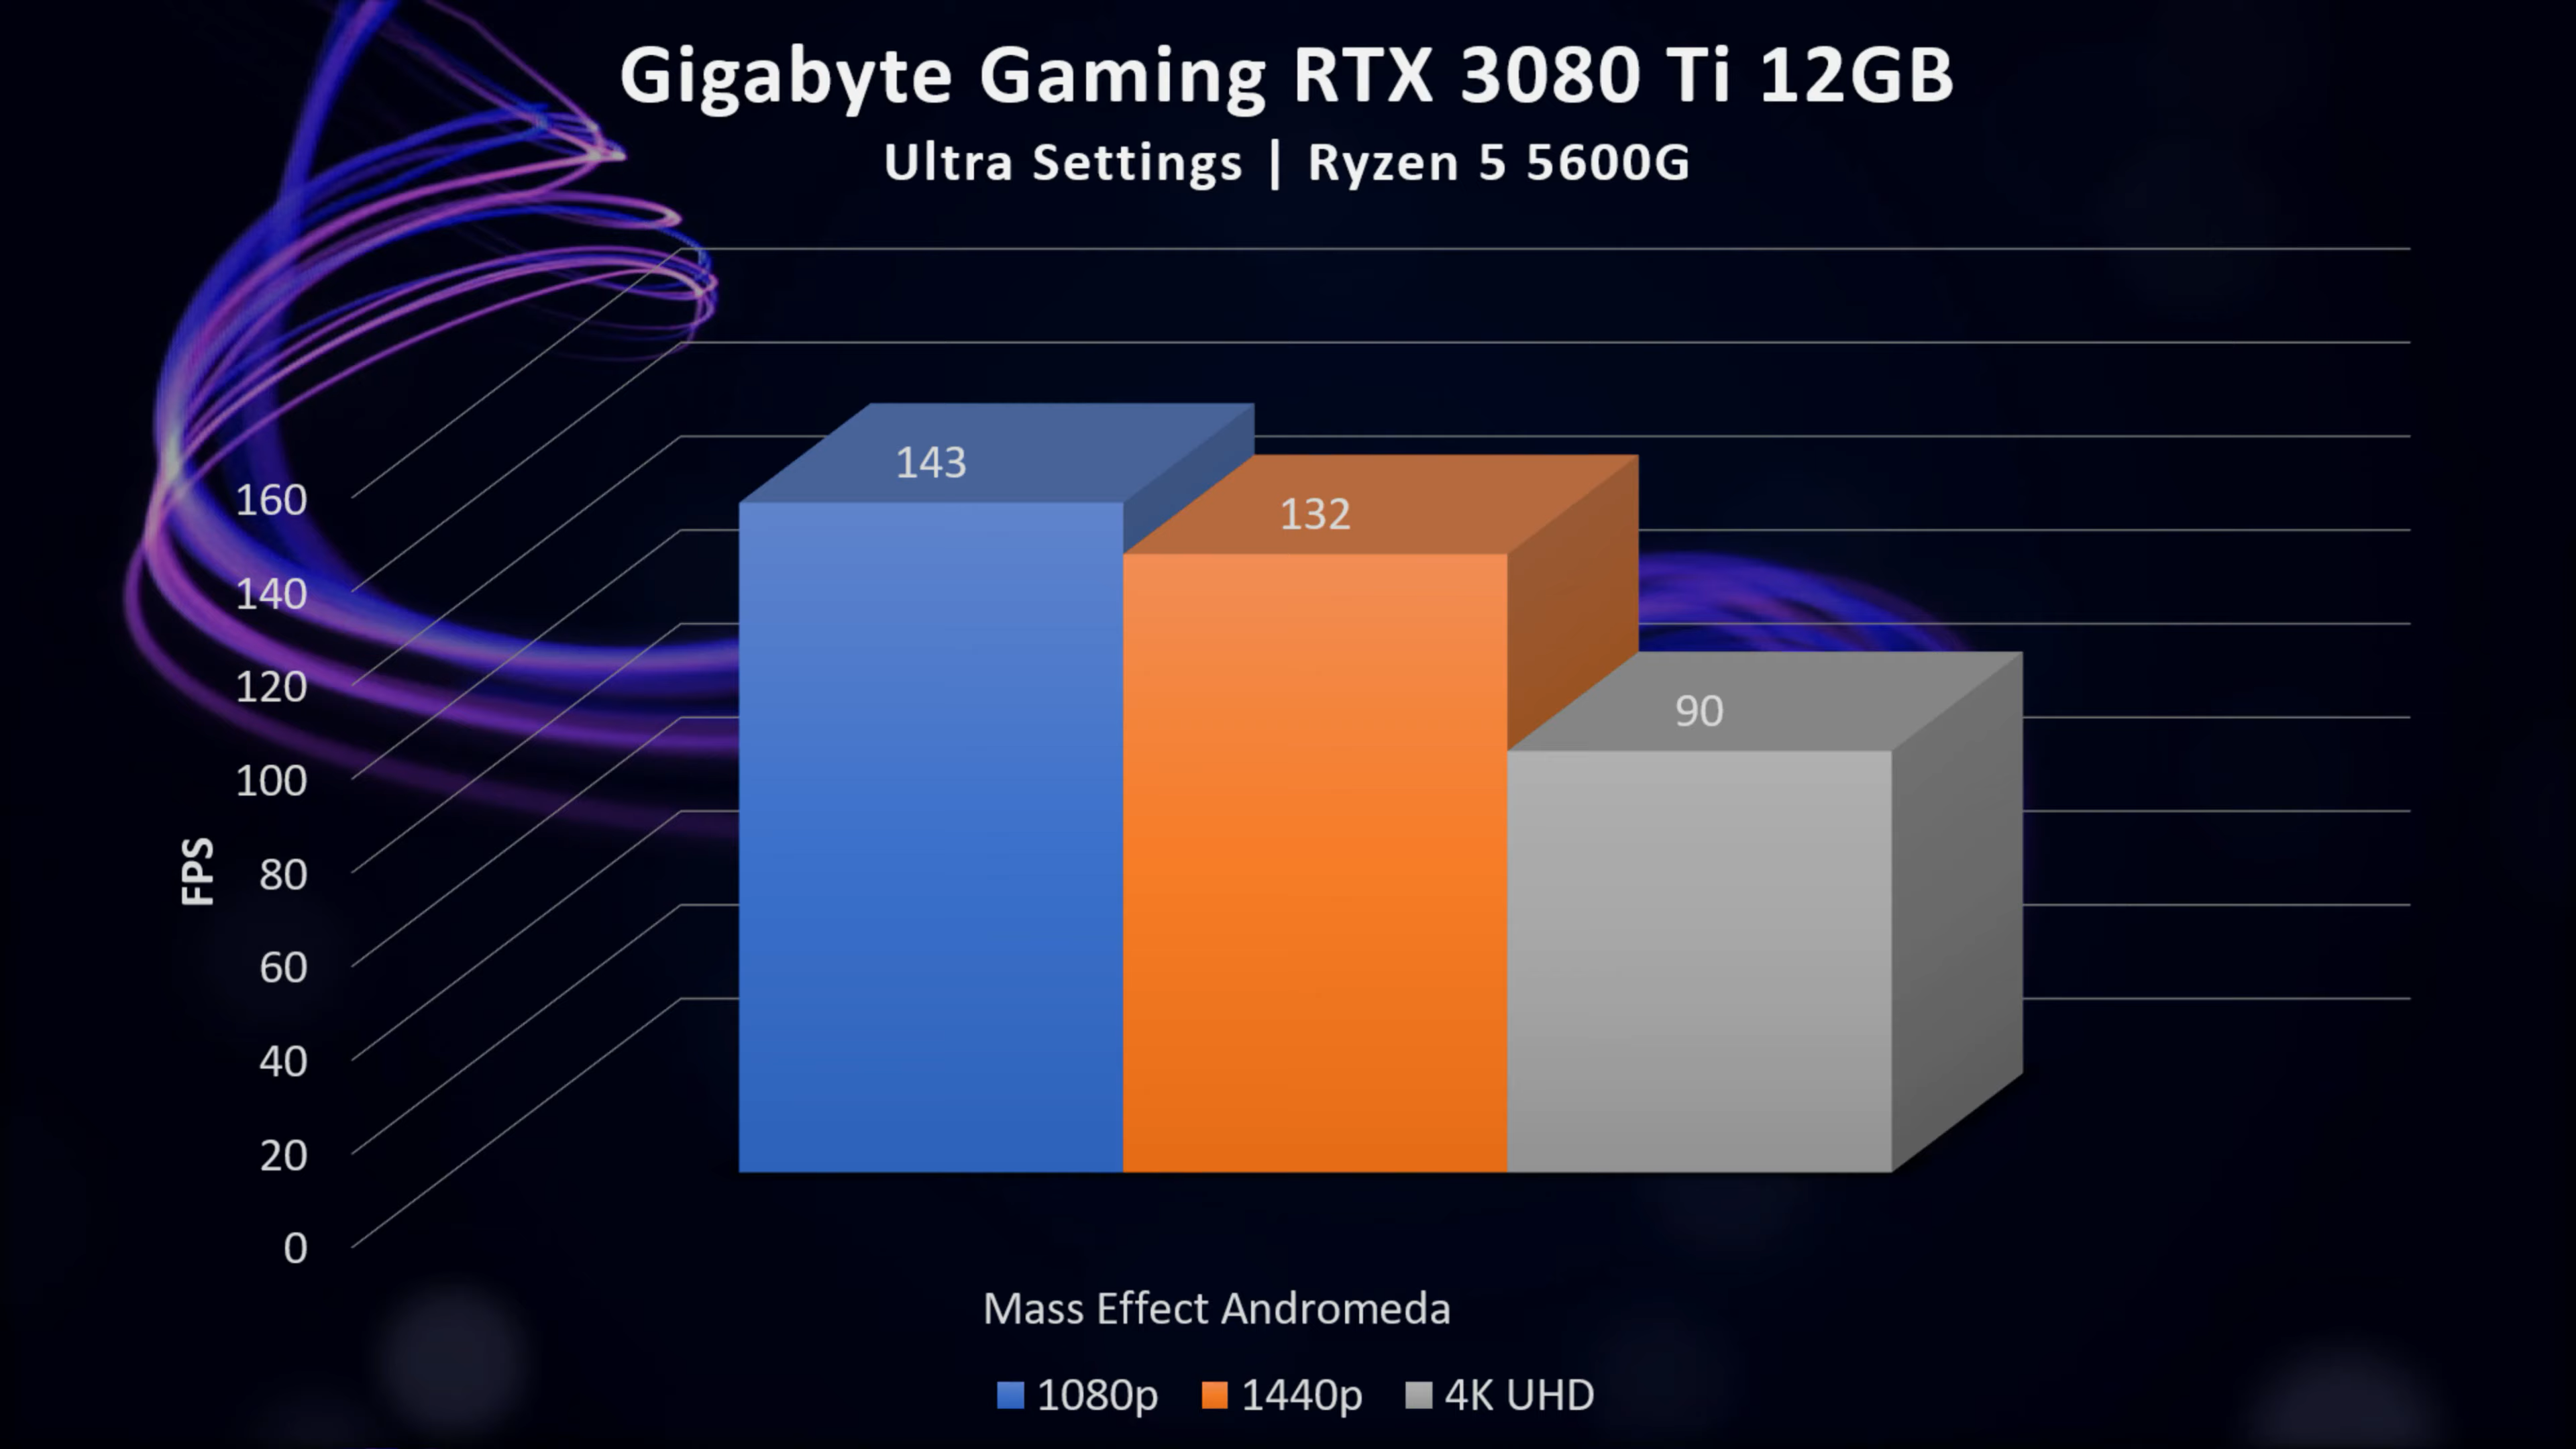 Gigabyte Gaming RTX 3080 Ti 12GB
Ultra Settings | Ryzen 5 5600G
160
140
120
100
80
60
40
20
0
FPS
143
132
90
Mass Effect Andromeda
1080p 1440p 4K UHD